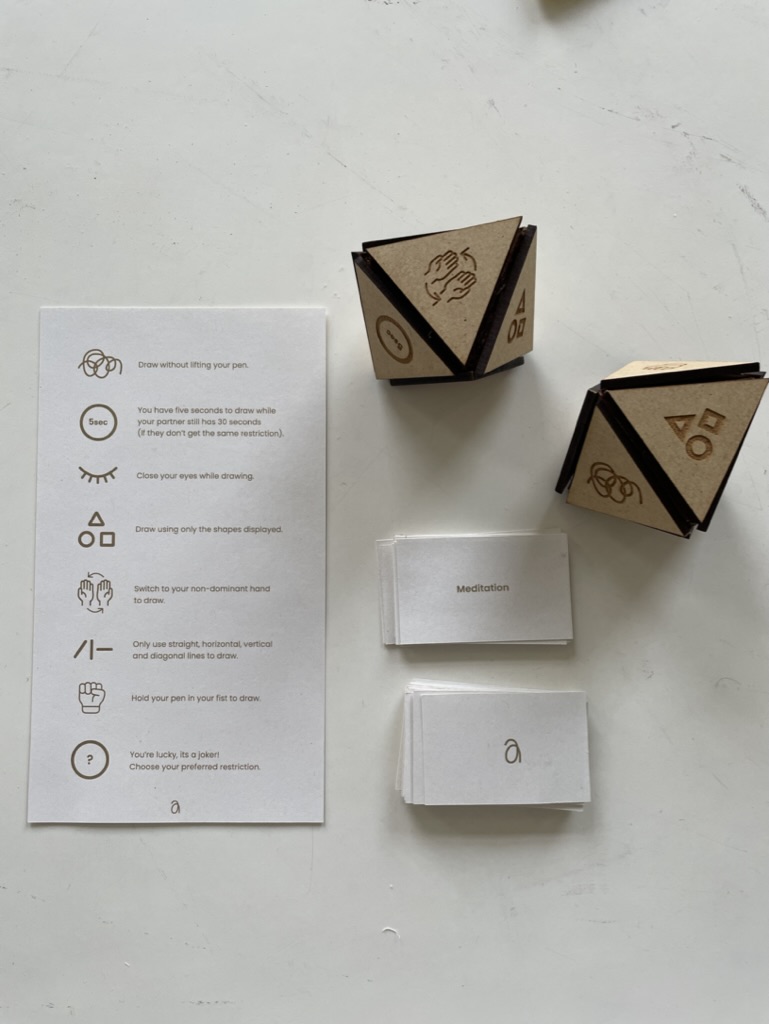 Draw without lifting your pen.
5sec
You have five seconds to draw while
your partner still has 30 seconds
(if they don't get the same restriction).
Close your eyes while drawing.
Draw using only the shapes displayed.
Switch to your non-dominant hand
to draw.
Only use straight, horizontal, vertical
and diagonal lines to draw.
Hold your pen in your fist to draw.
?
You're lucky, its a joker!
Choose your preferred restriction.
a
5sec
Meditation
a